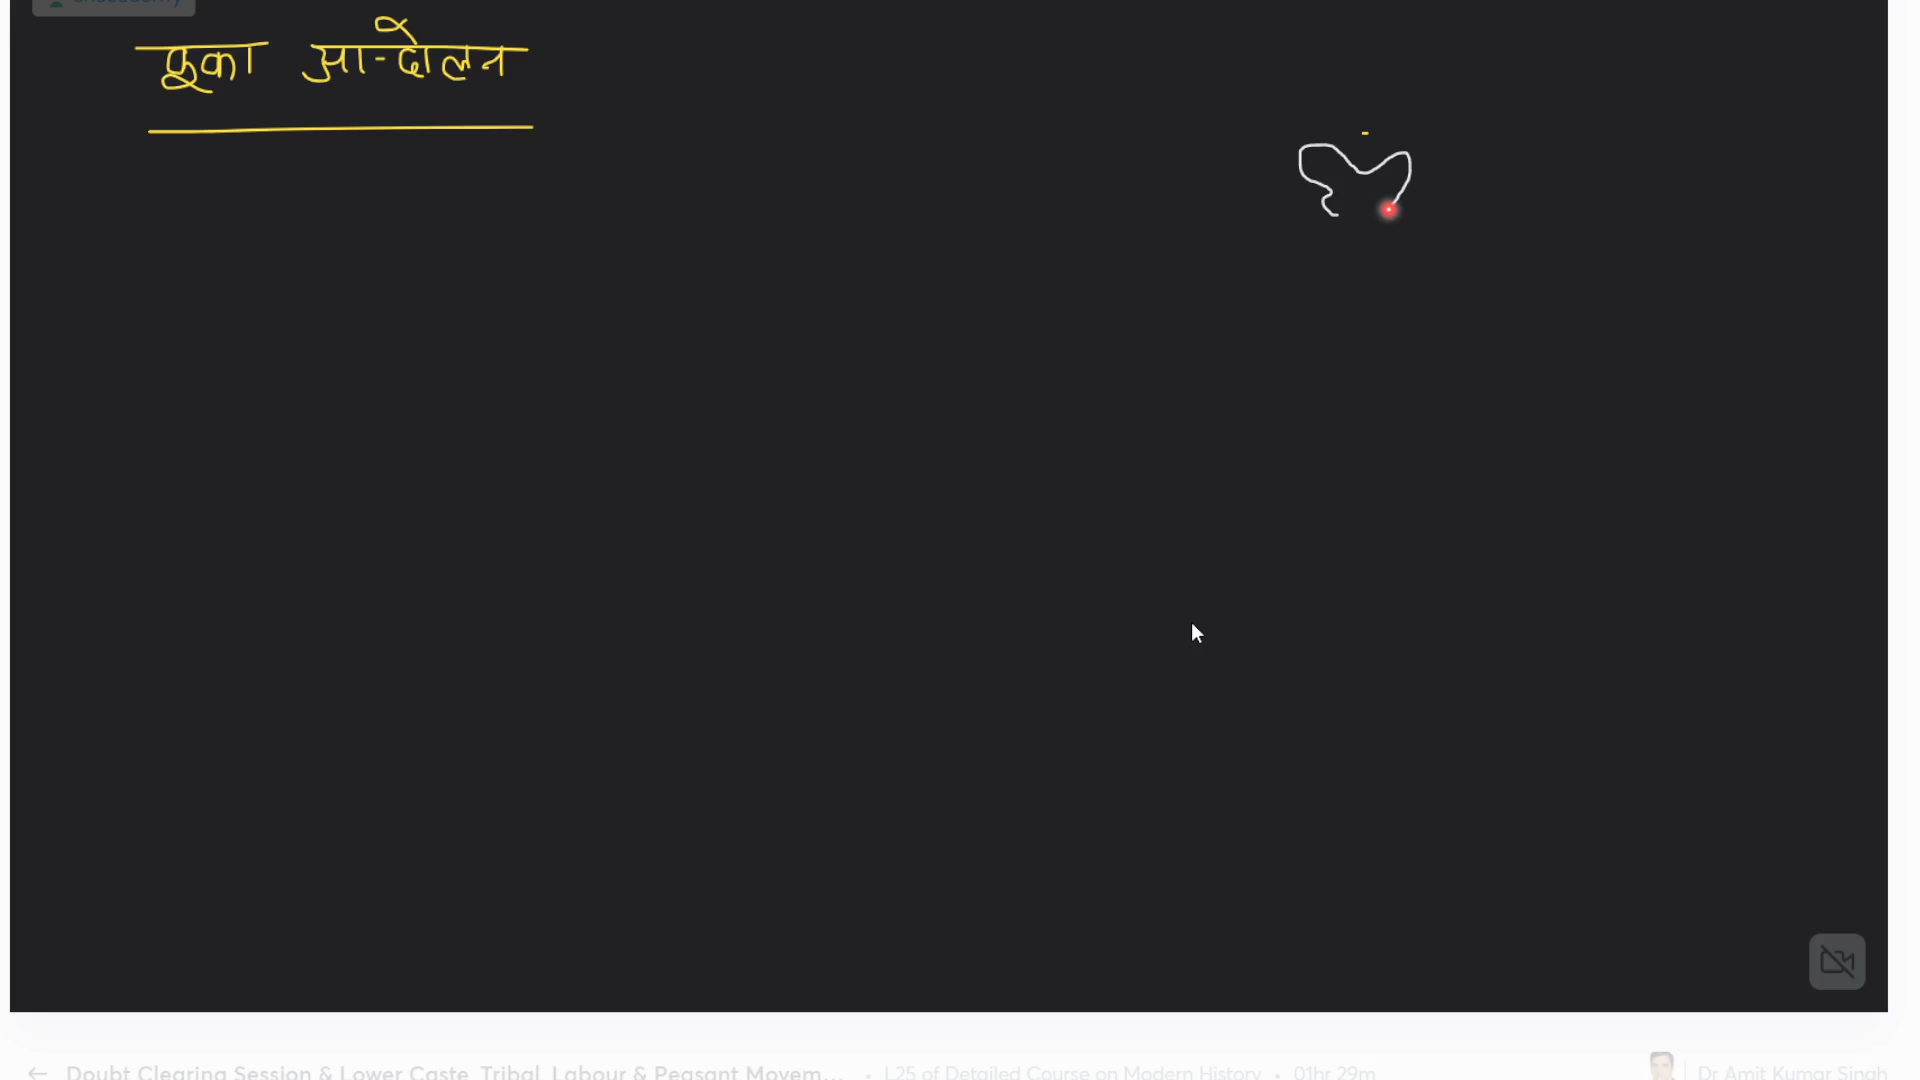 कूका आन्दोलन
Doubt Clearing Session & Lower Caste, Tribal, Labour & Peasant Movem... • L25 of Detailed Course on Modern History • 01hr 29m
Dr Amit Kumar Singh